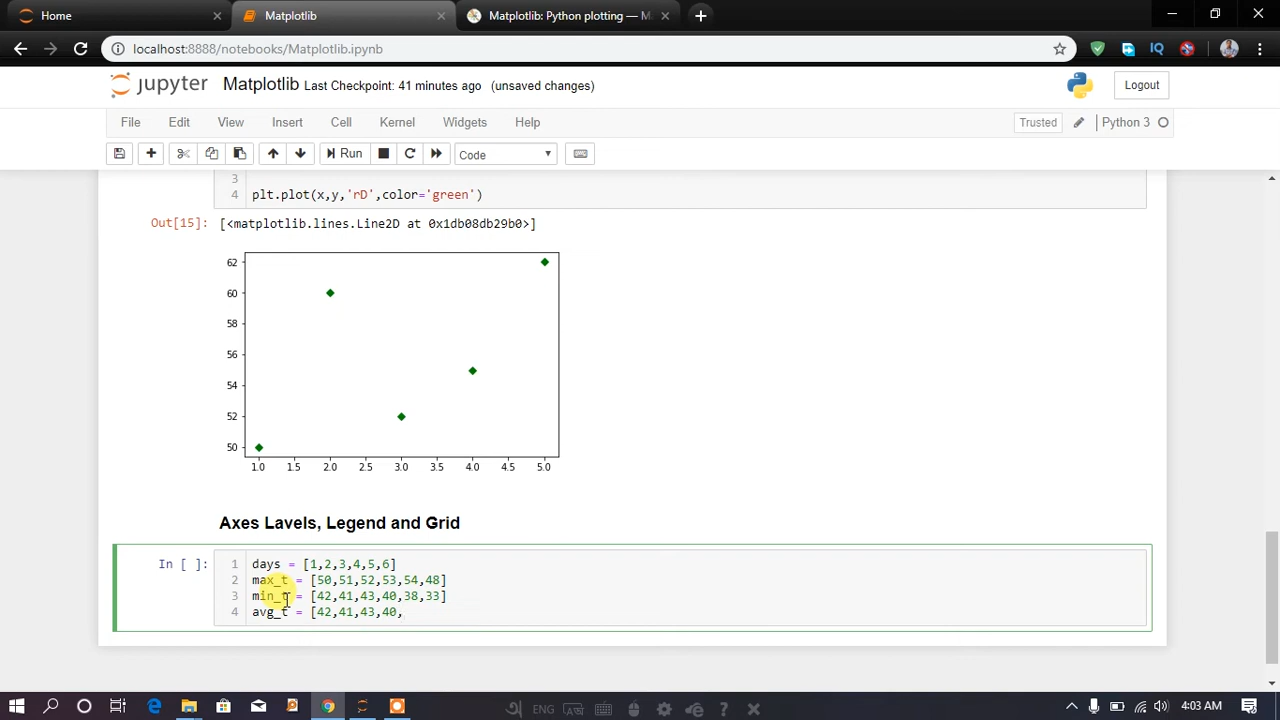 Home
Matplotlib
Matplotlib: Python plotting — M
localhost:8888/notebooks/Matplotlib.ipynb
IQ
jupyter Matplotlib Last Checkpoint: 41 minutes ago (unsaved changes)
Logout
File Edit View Insert Cell Kernel Widgets Help
Trusted Python 3
Run Code
3
4 plt.plot(x,y,'rD',color='green')
Out[15]: [<matplotlib.lines.Line2D at 0x1db08db29b0>]
62
60
58
56
54
52
50
1.0 1.5 2.0 2.5 3.0 3.5 4.0 4.5 5.0
Axes Lavels, Legend and Grid
In [ ]: 1 days = [1,2,3,4,5,6]
2 max_t = [50,51,52,53,54,48]
3 min_t = [42,41,43,40,38,33]
4 avg_t = [42,41,43,40,
ENG
4:03 AM